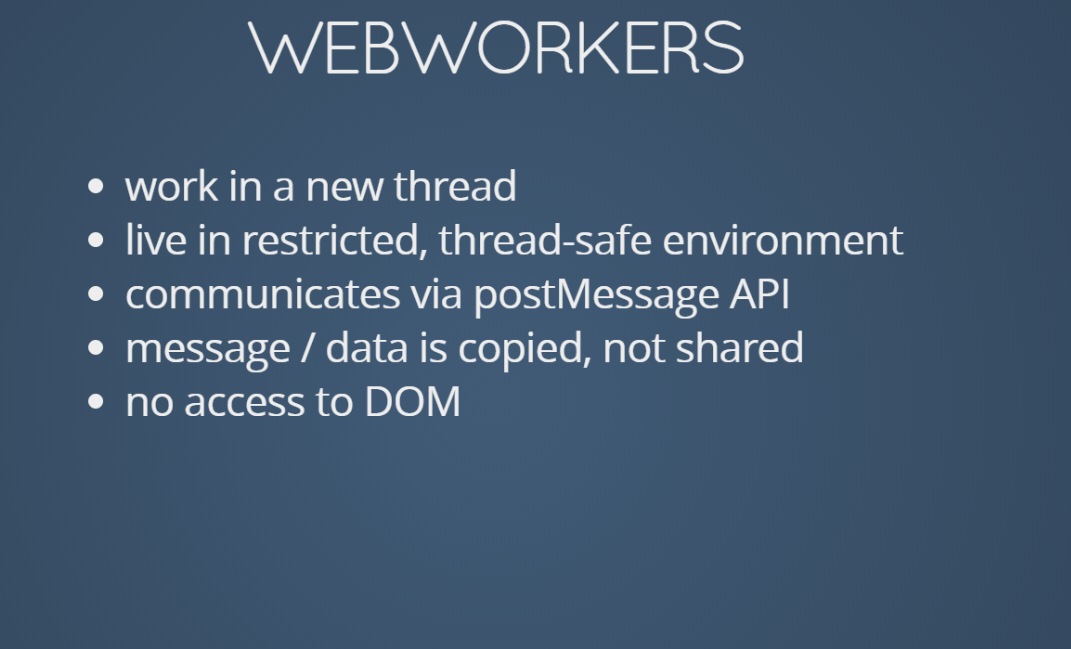 WEBWORKERS
• work in a new thread
• live in restricted, thread-safe environment
• communicates via postMessage API
• message / data is copied, not shared
• no access to DOM